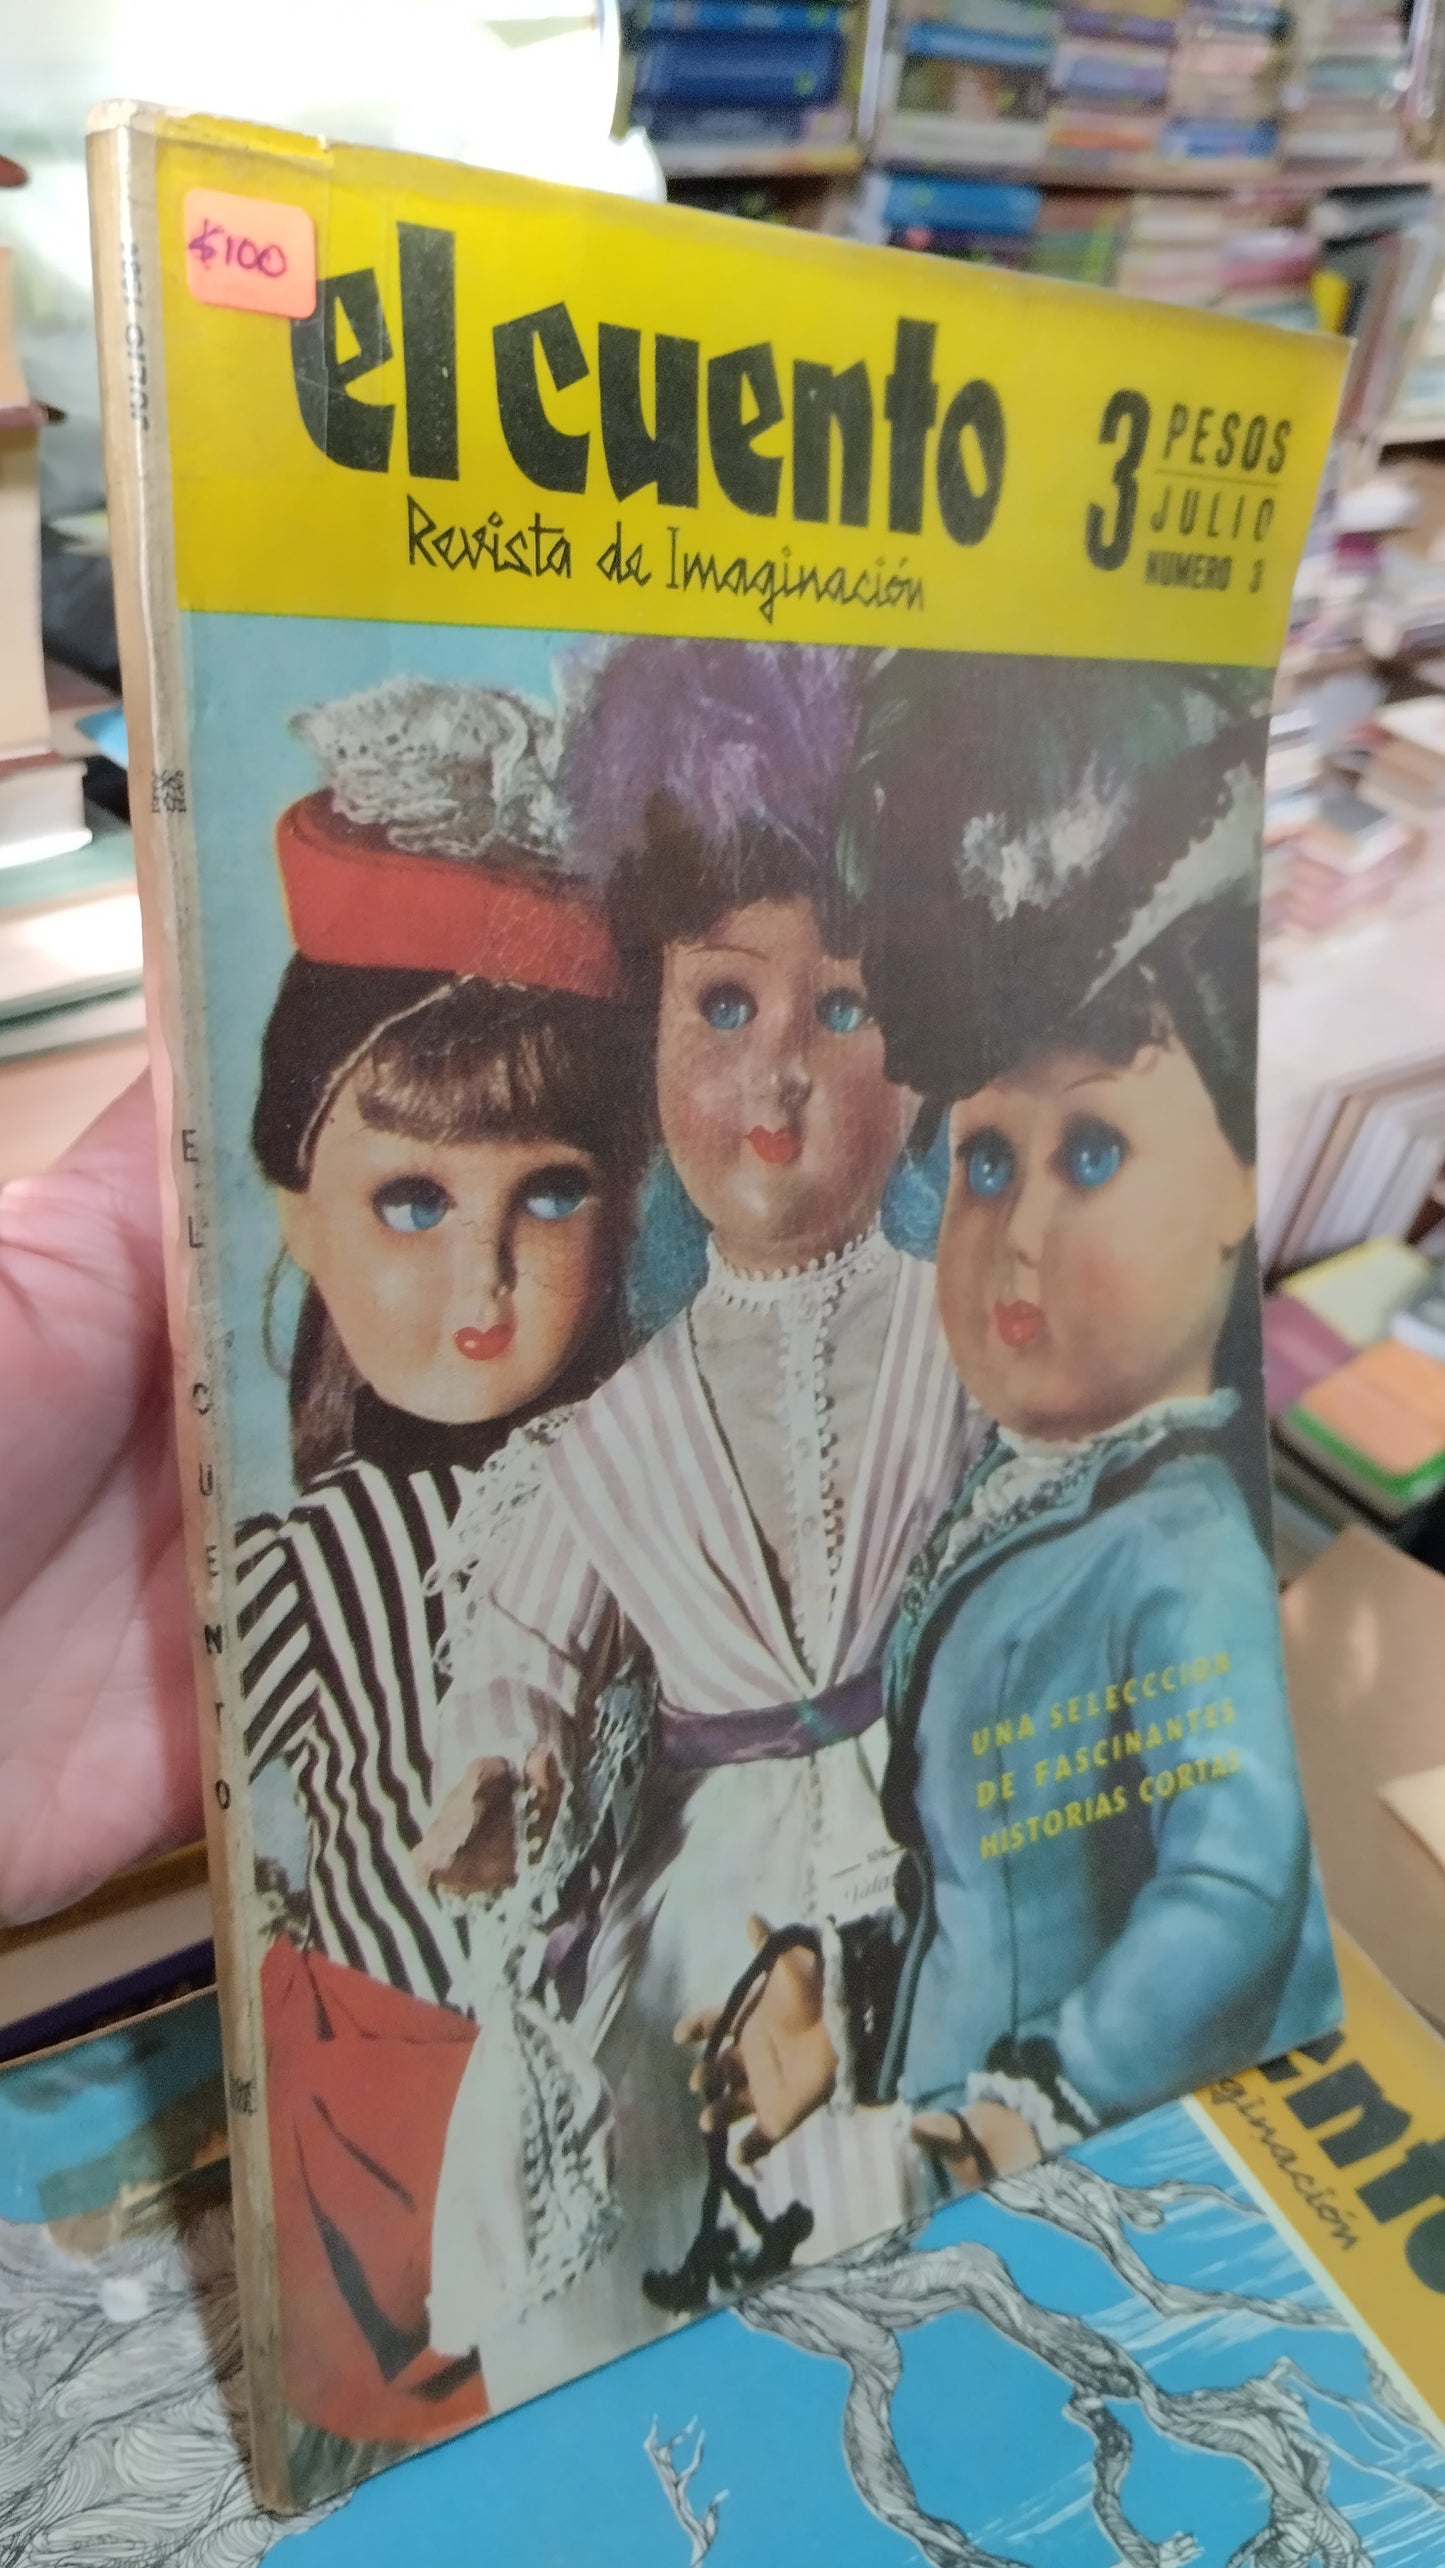 $100
el cuento
Revista de Imaginación
3 PESOS
JULIO
NUMERO 3
UNA SELECCCION
DE FASCINANTES
HISTORIAS CORTAS
EL CUENTO